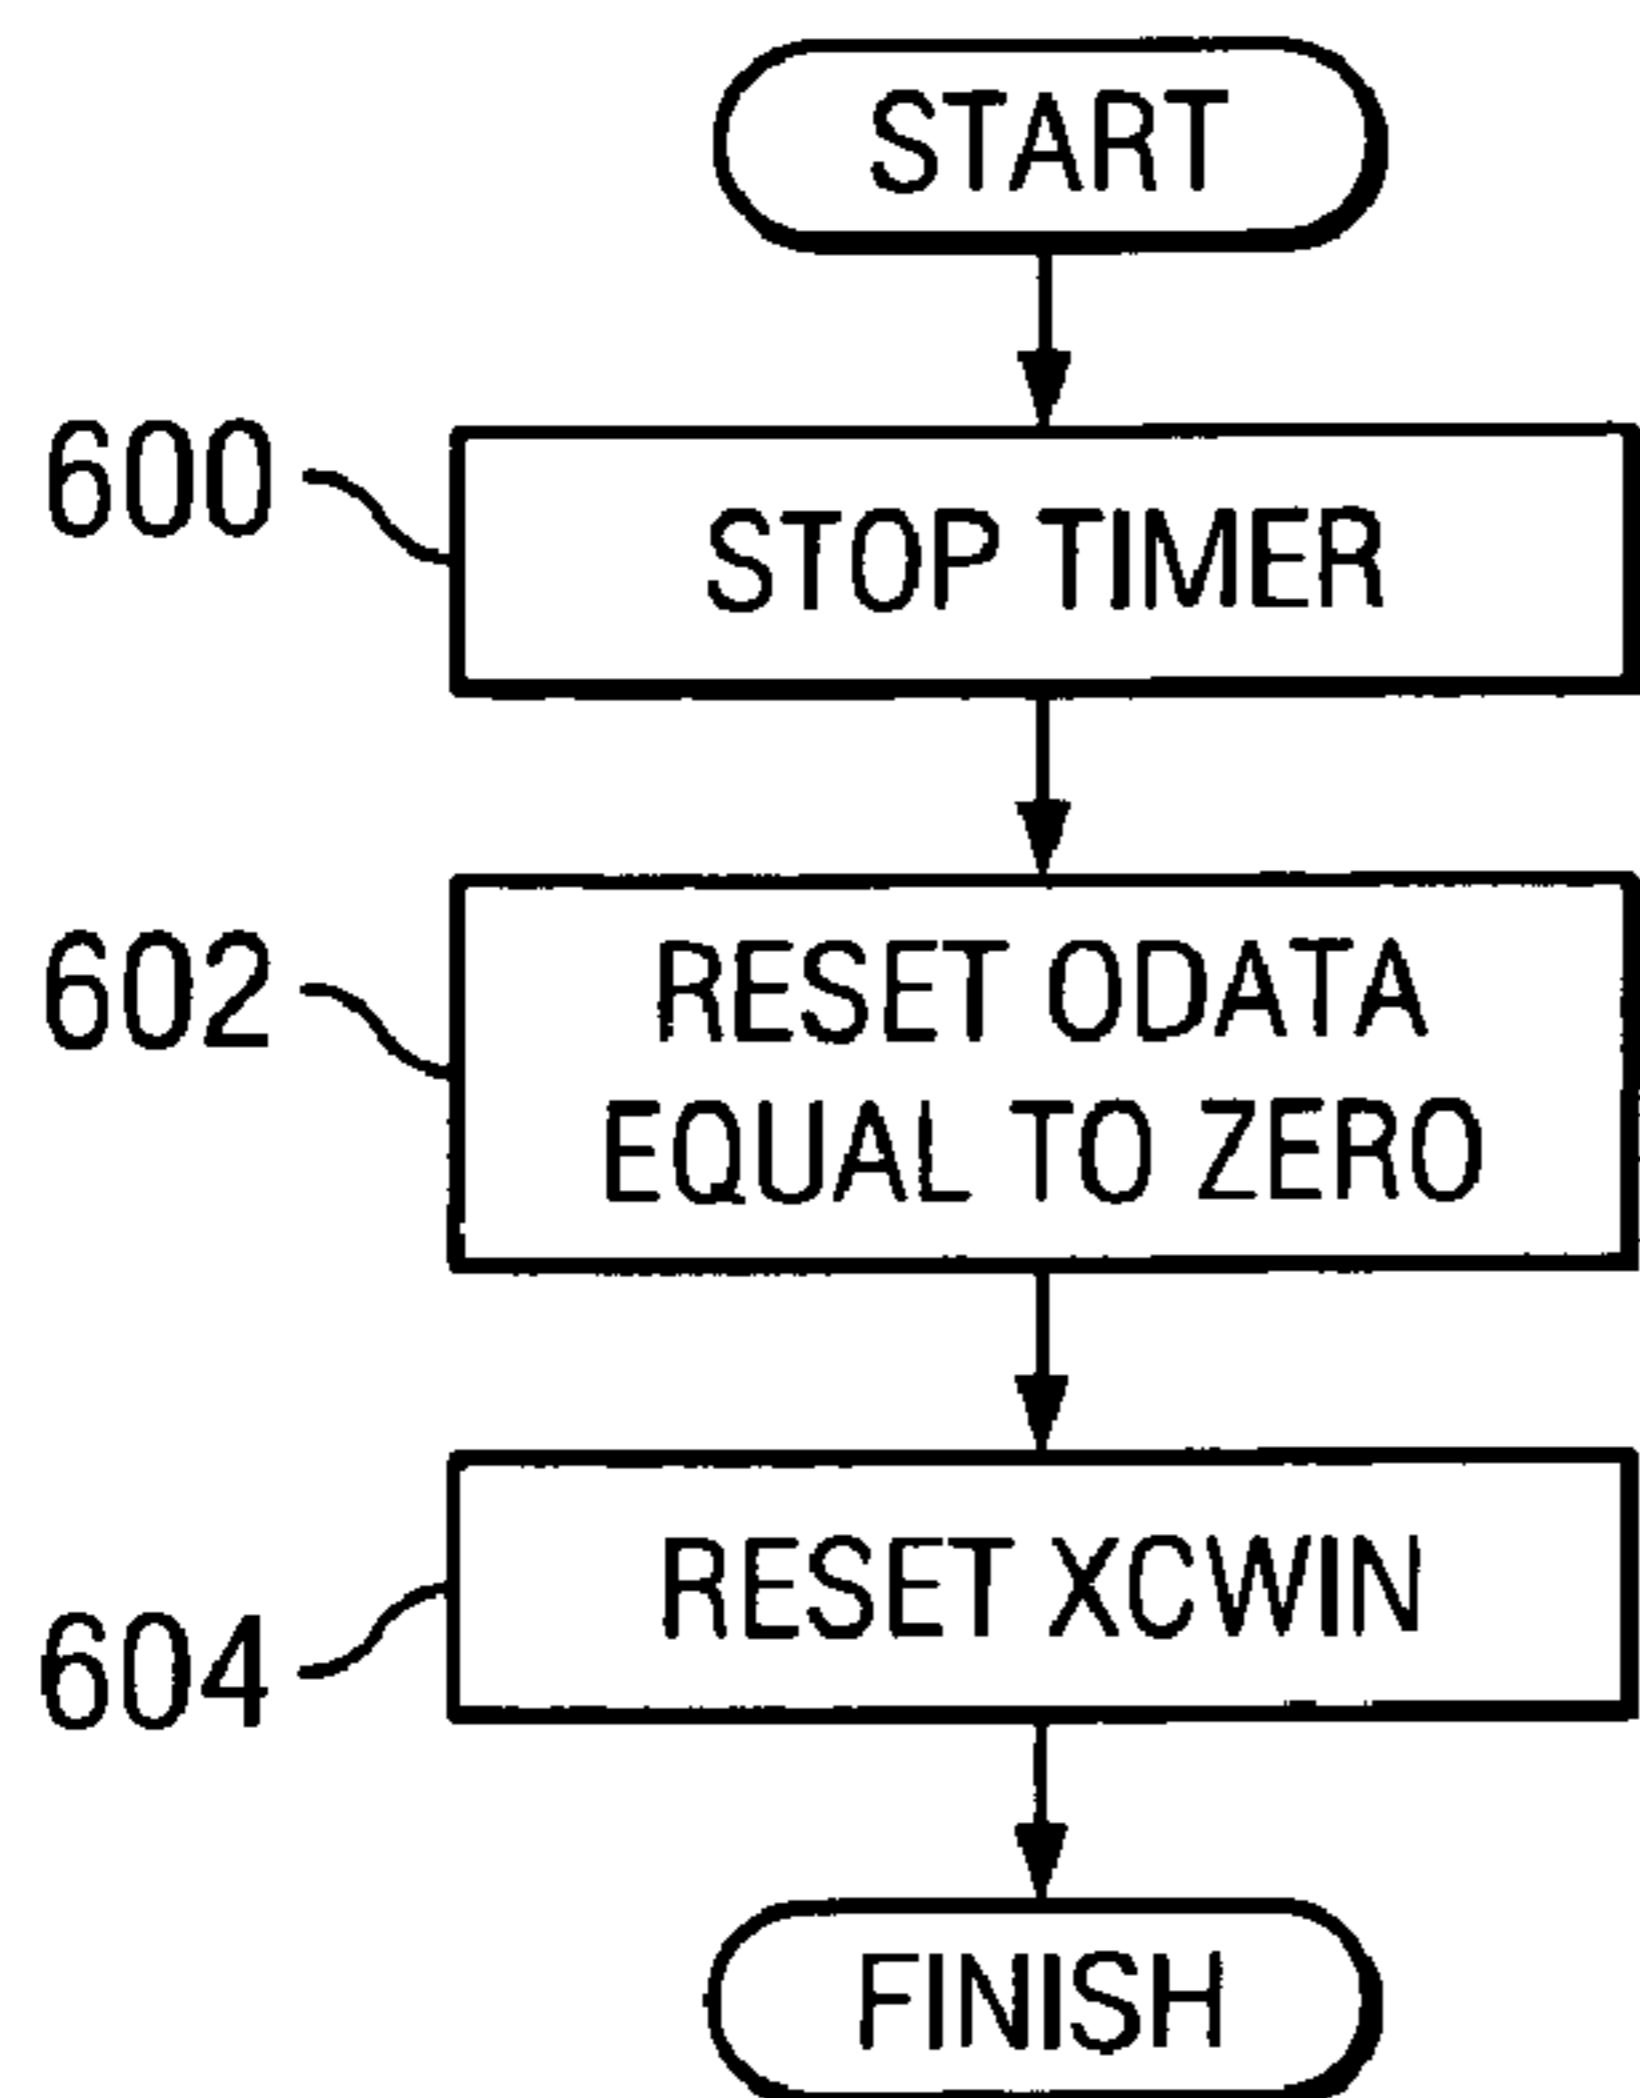 START
600
STOP TIMER
602
RESET ODATA
EQUAL TO ZERO
RESET XCWIN
604
FINISH